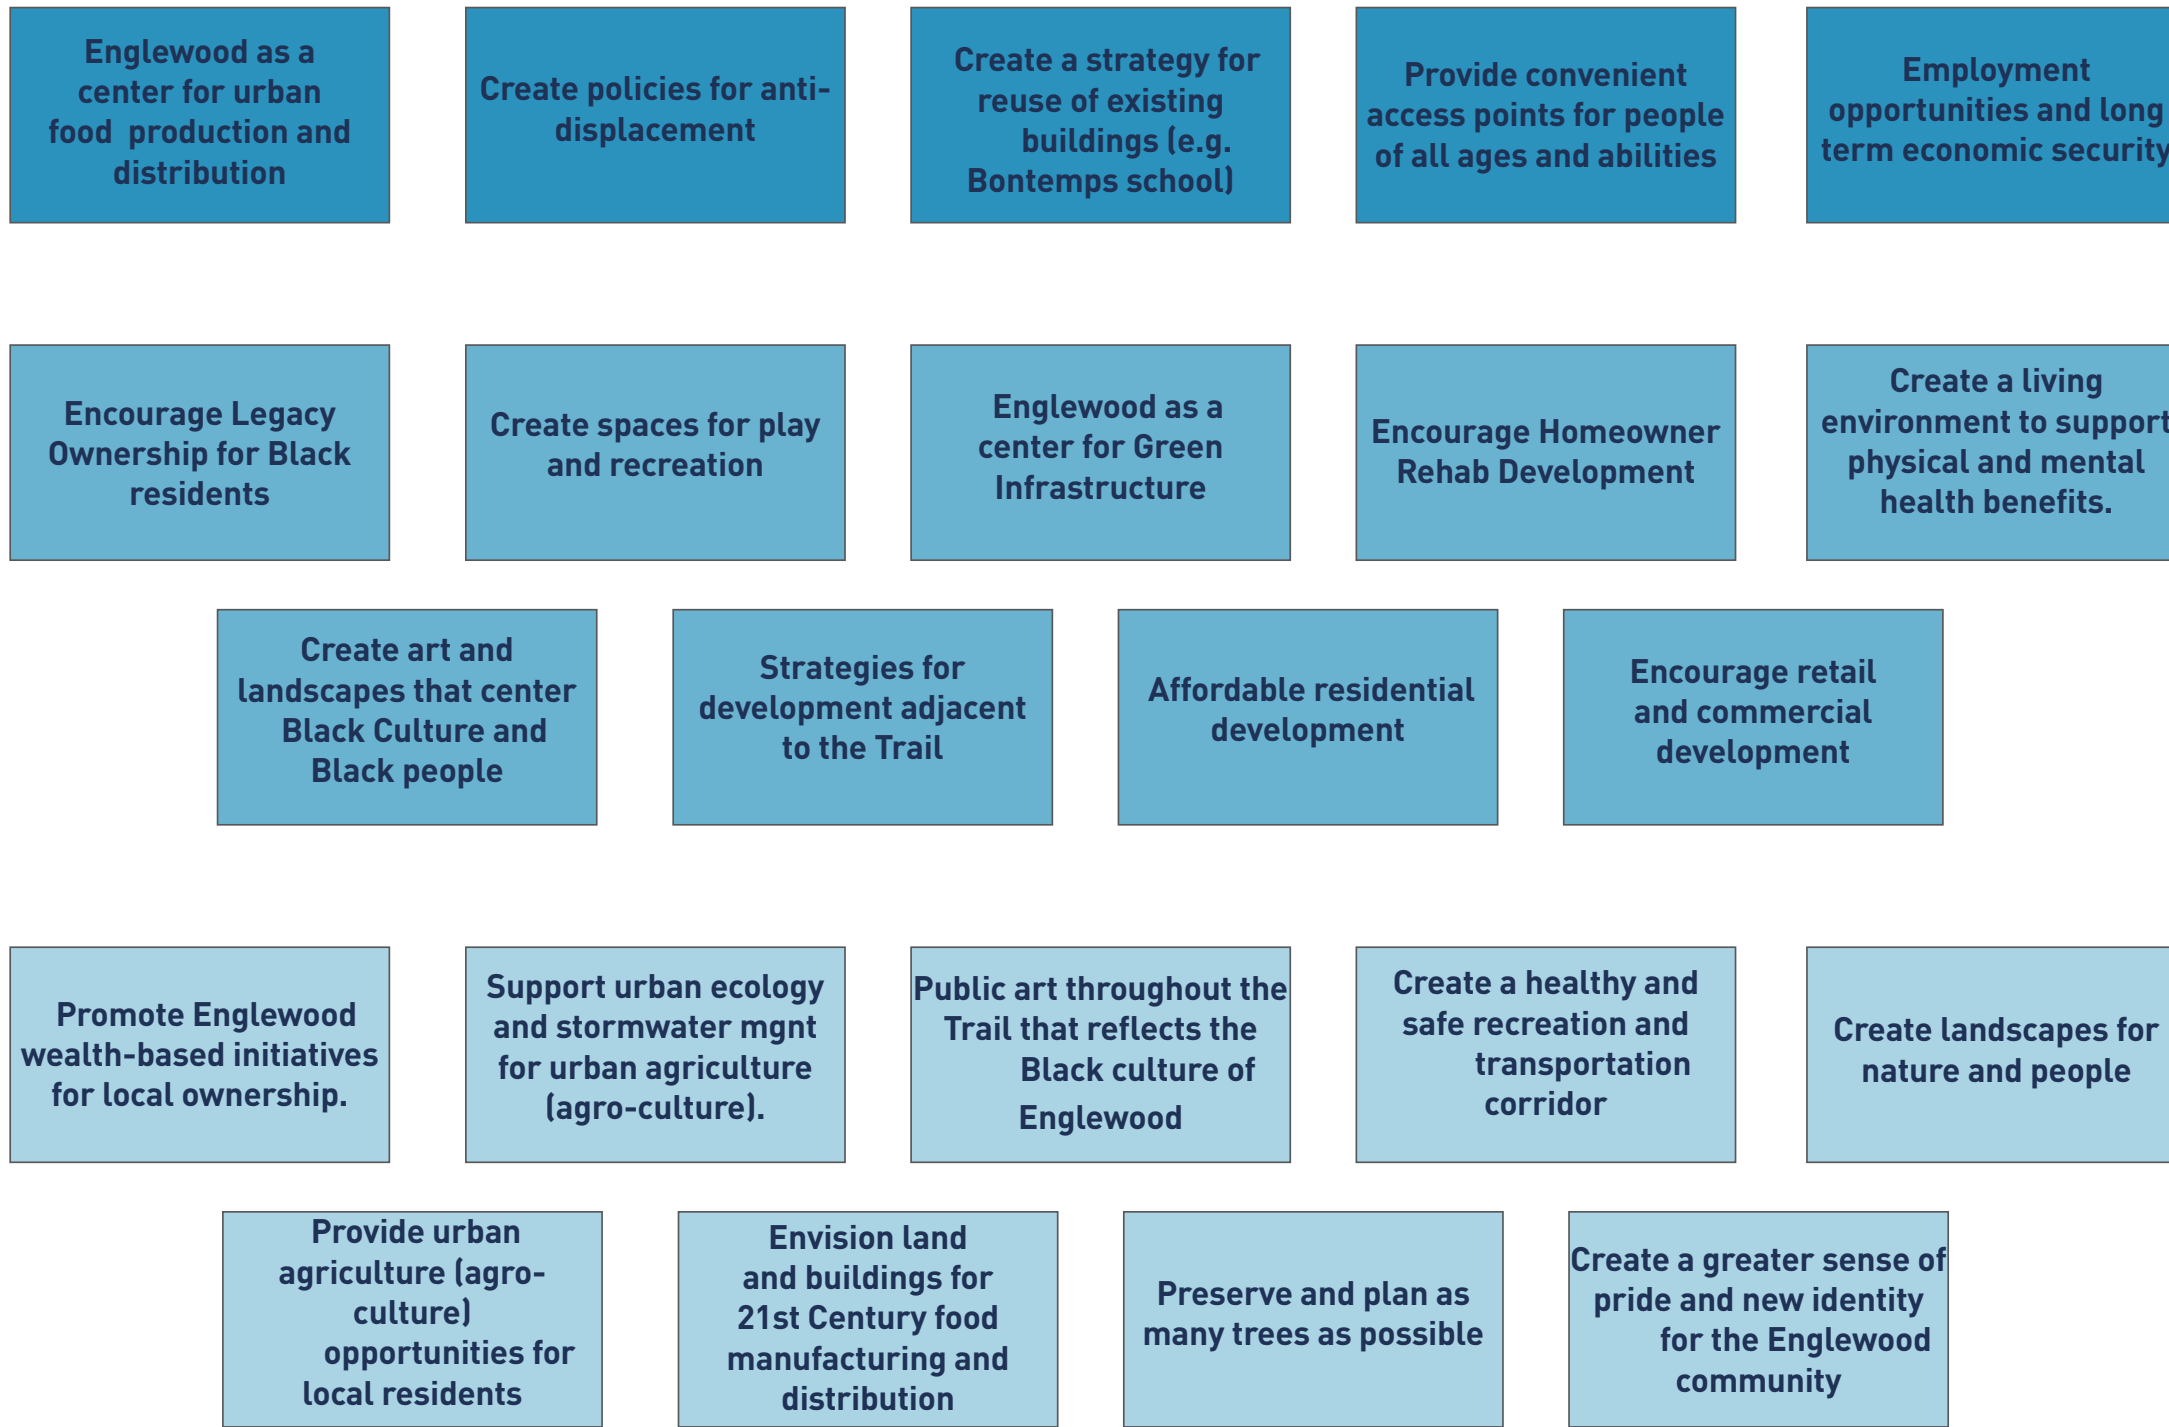 Englewood as a
center for urban
food production and
distribution
Create policies for anti-
displacement
Create a strategy for
reuse of existing
buildings (e.g.
Bontemps school)
Provide convenient
access points for people
of all ages and abilities
Employment
opportunities and long
term economic security
Encourage Legacy
Ownership for Black
residents
Create spaces for play
and recreation
Englewood as a
center for Green
Infrastructure
Encourage Homeowner
Rehab Development
Create a living
environment to support
physical and mental
health benefits.
Create art and
landscapes that center
Black Culture and
Black people
Strategies for
development adjacent
to the Trail
Affordable residential
development
Encourage retail
and commercial
development
Promote Englewood
wealth-based initiatives
for local ownership.
Support urban ecology
and stormwater mgnt
for urban agriculture
(agro-culture).
Public art throughout the
Trail that reflects the
Black culture of
Englewood
Create a healthy and
safe recreation and
transportation
corridor
Create landscapes for
nature and people
Provide urban
agriculture (agro-
culture)
opportunities for
local residents
Envision land
and buildings for
21st Century food
manufacturing and
distribution
Preserve and plan as
many trees as possible
Create a greater sense of
pride and new identity
for the Englewood
community